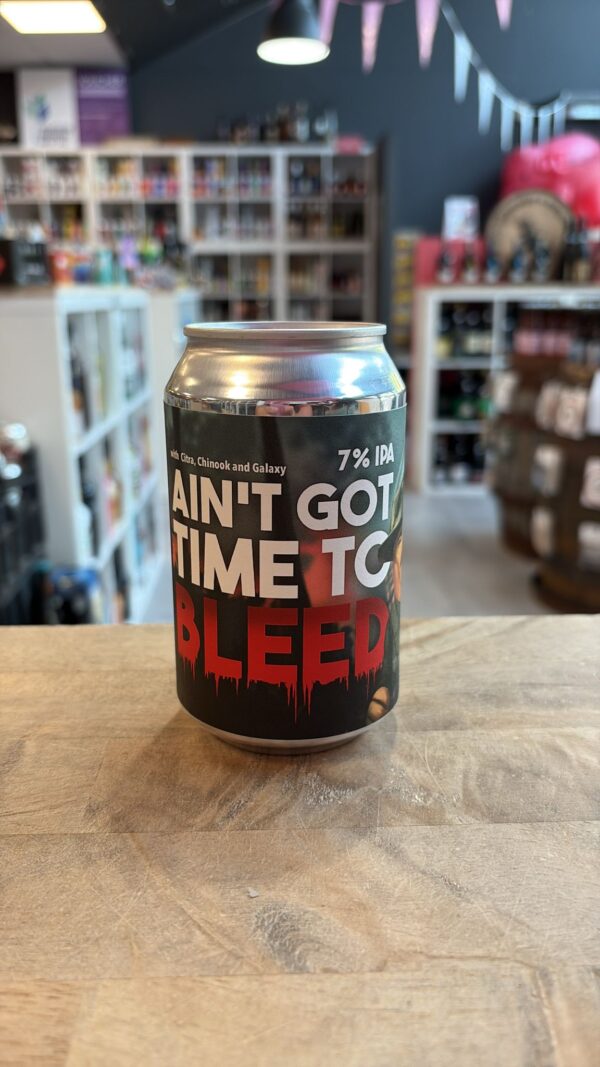 with Citra, Chinook and Galaxy
7% IPA
AIN'T GOT
TIME TO
BLEED